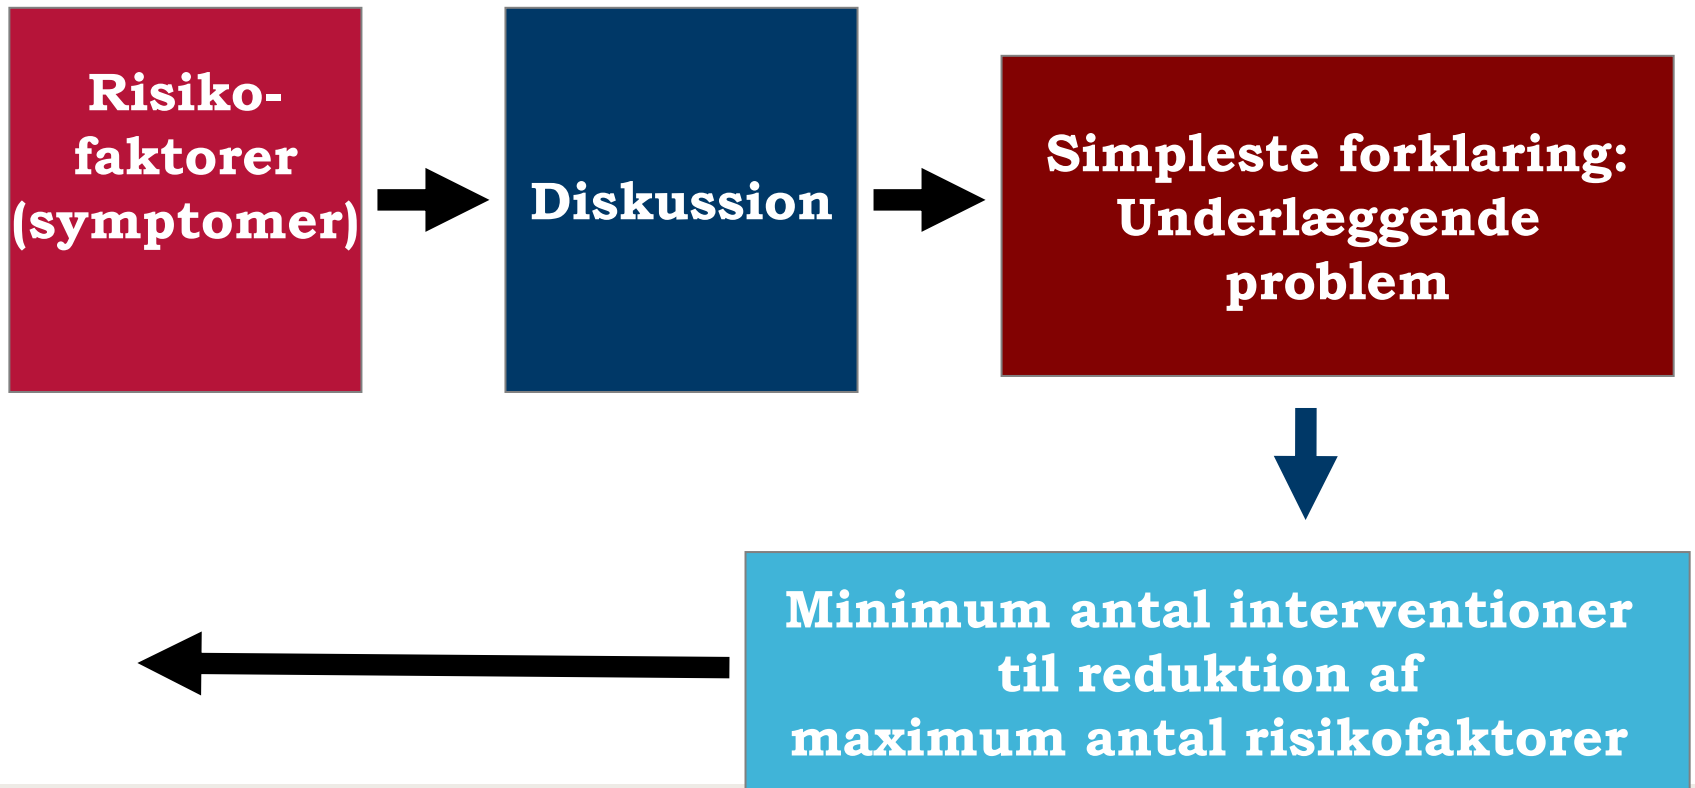 Risiko-
faktorer
(symptomer)
Diskussion
Simpleste forklaring:
Underlæggende
problem
Minimum antal interventioner
til reduktion af
maximum antal risikofaktorer